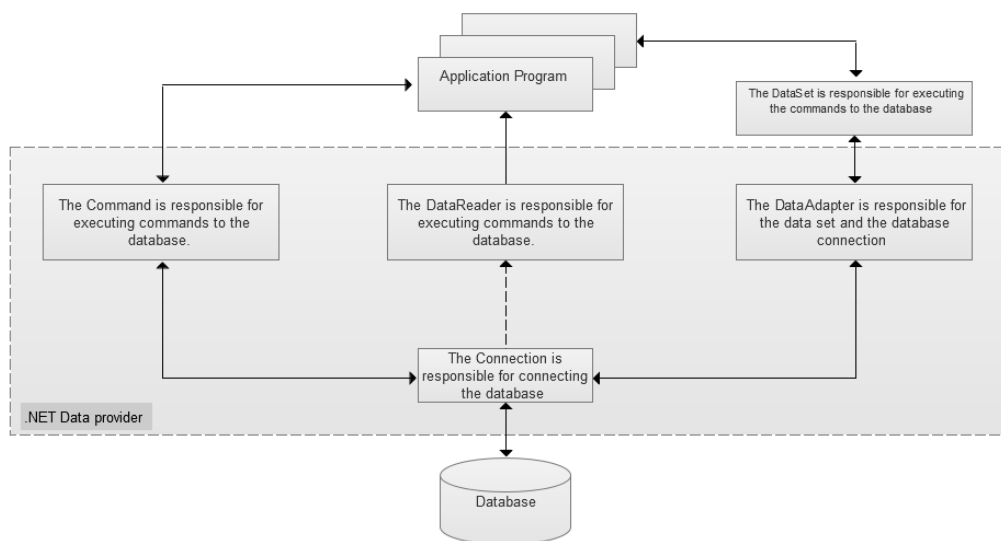 Application Program
The DataSet is responsible for executing
the commands to the database
The Command is responsible for
executing commands to the
database.
The DataReader is responsible for
executing commands to the
database.
The DataAdapter is responsible for
the data set and the database
connection
The Connection is
responsible for connecting
the database
.NET Data provider
Database